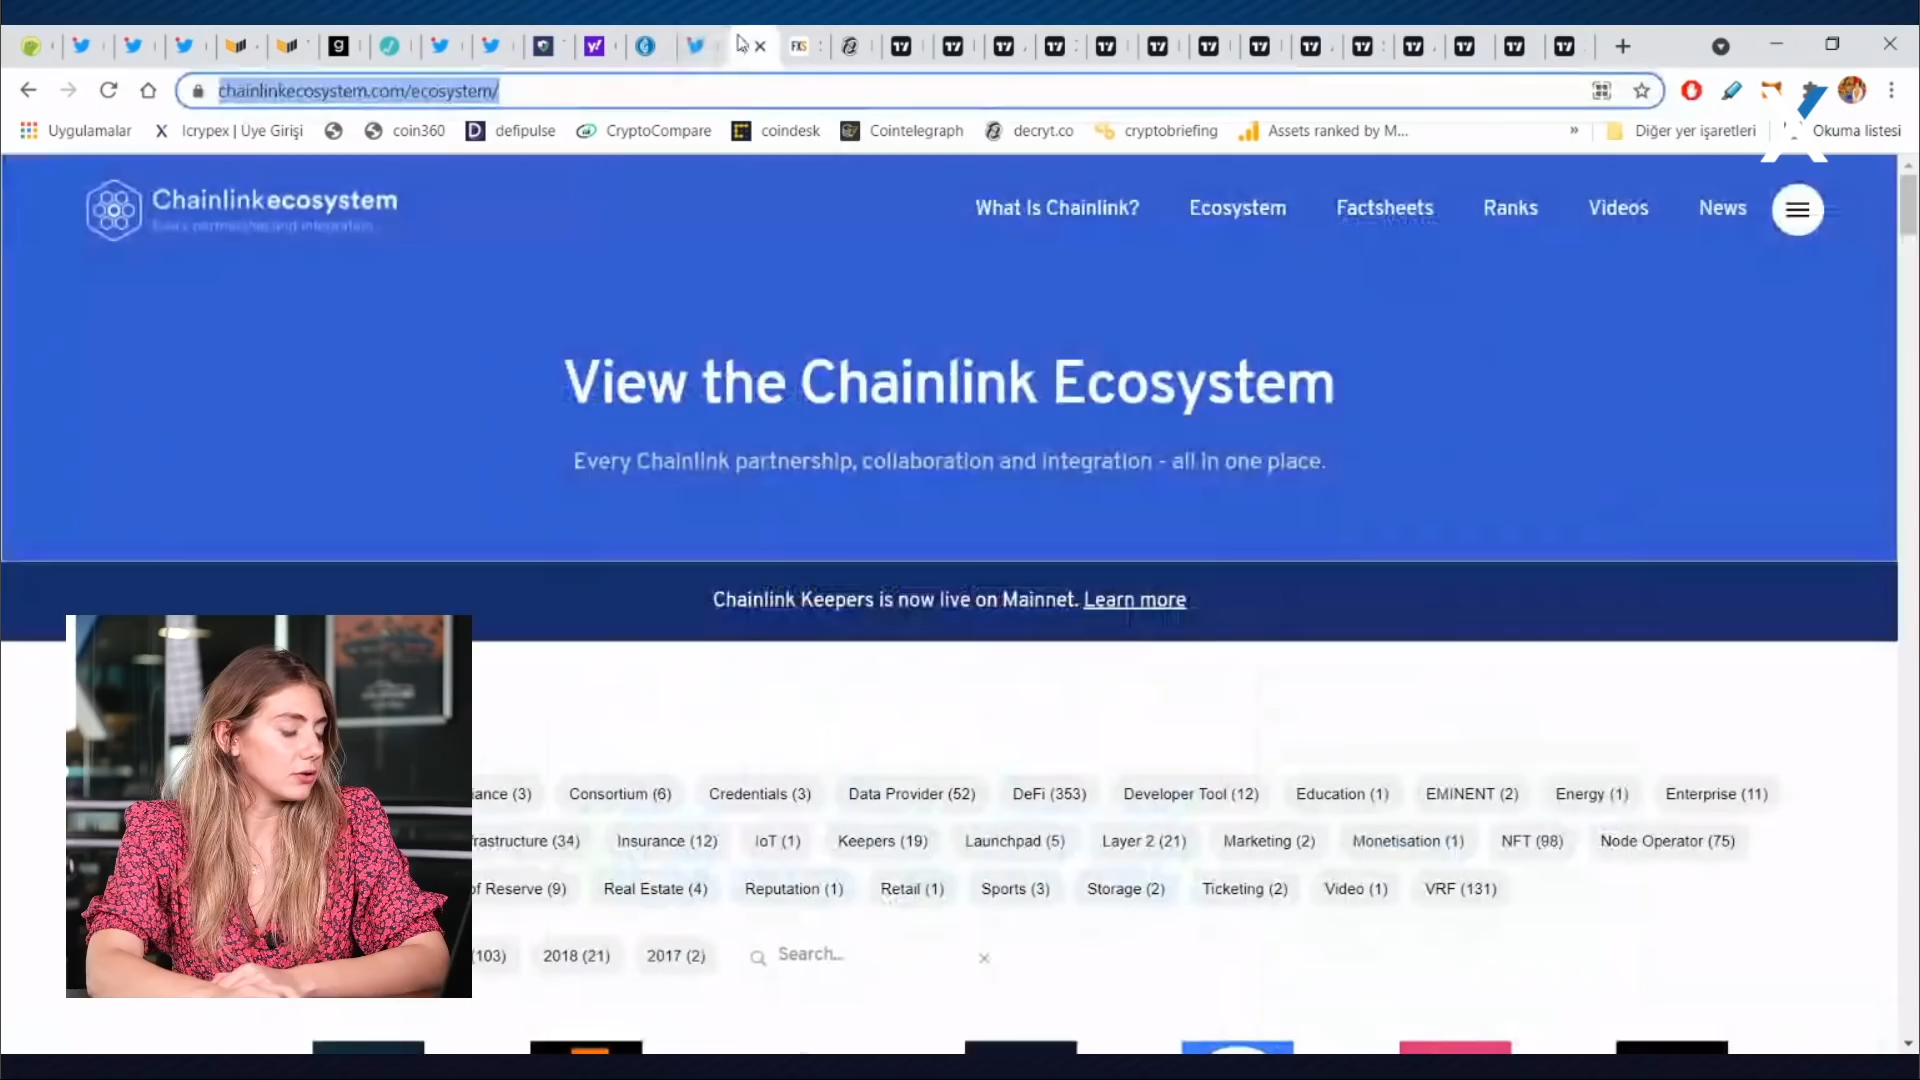 chainlinkecosystem.com/ecosystem/
Uygulamalar
Icrypex | Üye Girişi
coin360
defipulse
CryptoCompare
coindesk
Cointelegraph
decryt.co
cryptobriefing
Assets ranked by M...
»
Diğer yer işaretleri
Okuma listesi
Chainlinkecosystem
Every partnership and integration.
What Is Chainlink?
Ecosystem
Factsheets
Ranks
Videos
News
View the Chainlink Ecosystem
Every Chainlink partnership, collaboration and integration - all in one place.
Chainlink Keepers is now live on Mainnet. Learn more
iance (3) Consortium (6) Credentials (3) Data Provider (52) DeFi (353) Developer Tool (12) Education (1) EMINENT (2) Energy (1) Enterprise (11)
rastructure (34) Insurance (12) IoT (1) Keepers (19) Launchpad (5) Layer 2 (21) Marketing (2) Monetisation (1) NFT (98) Node Operator (75)
of Reserve (9) Real Estate (4) Reputation (1) Retail (1) Sports (3) Storage (2) Ticketing (2) Video (1) VRF (131)
(103) 2018 (21) 2017 (2) Search...